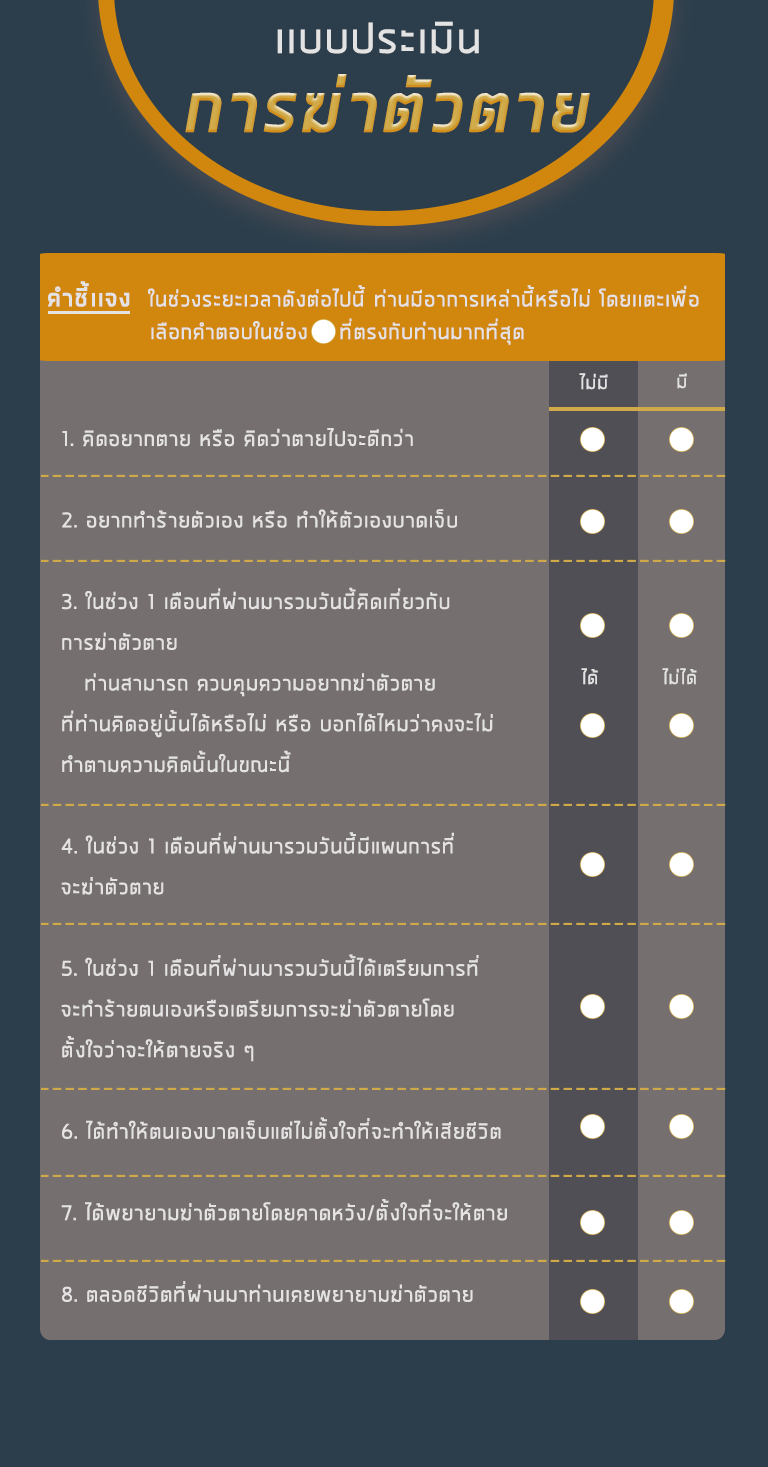 แบบประเมิน
การฆ่าตัวตาย
คำชี้แจง ในช่วงระยะเวลาดังต่อไปนี้ ท่านมีอาการเหล่านี้หรือไม่ โดยแตะเพื่อ
เลือกคำตอบในช่อง ที่ตรงกับท่านมากที่สุด
ไม่มี มี
1. คิดอยากตาย หรือ คิดว่าตายไปจะดีกว่า
2. อยากทำร้ายตัวเอง หรือ ทำให้ตัวเองบาดเจ็บ
3. ในช่วง 1 เดือนที่ผ่านมารวมวันนี้คิดเกี่ยวกับ
การฆ่าตัวตาย
ท่านสามารถ ควบคุมความอยากฆ่าตัวตาย
ได้ ไม่ได้
ที่ท่านคิดอยู่นั้นได้หรือไม่ หรือ บอกได้ไหมว่าคงจะไม่
ทำตามความคิดนั้นในขณะนี้
4. ในช่วง 1 เดือนที่ผ่านมารวมวันนี้มีแผนการที่
จะฆ่าตัวตาย
5. ในช่วง 1 เดือนที่ผ่านมารวมวันนี้ได้เตรียมการที่
จะทำร้ายตนเองหรือเตรียมการจะฆ่าตัวตายโดย
ตั้งใจว่าจะให้ตายจริง ๆ
6. ได้ทำให้ตนเองบาดเจ็บแต่ไม่ตั้งใจที่จะทำให้เสียชีวิต
7. ได้พยายามฆ่าตัวตายโดยคาดหวัง/ตั้งใจที่จะให้ตาย
8. ตลอดชีวิตที่ผ่านมาท่านเคยพยายามฆ่าตัวตาย